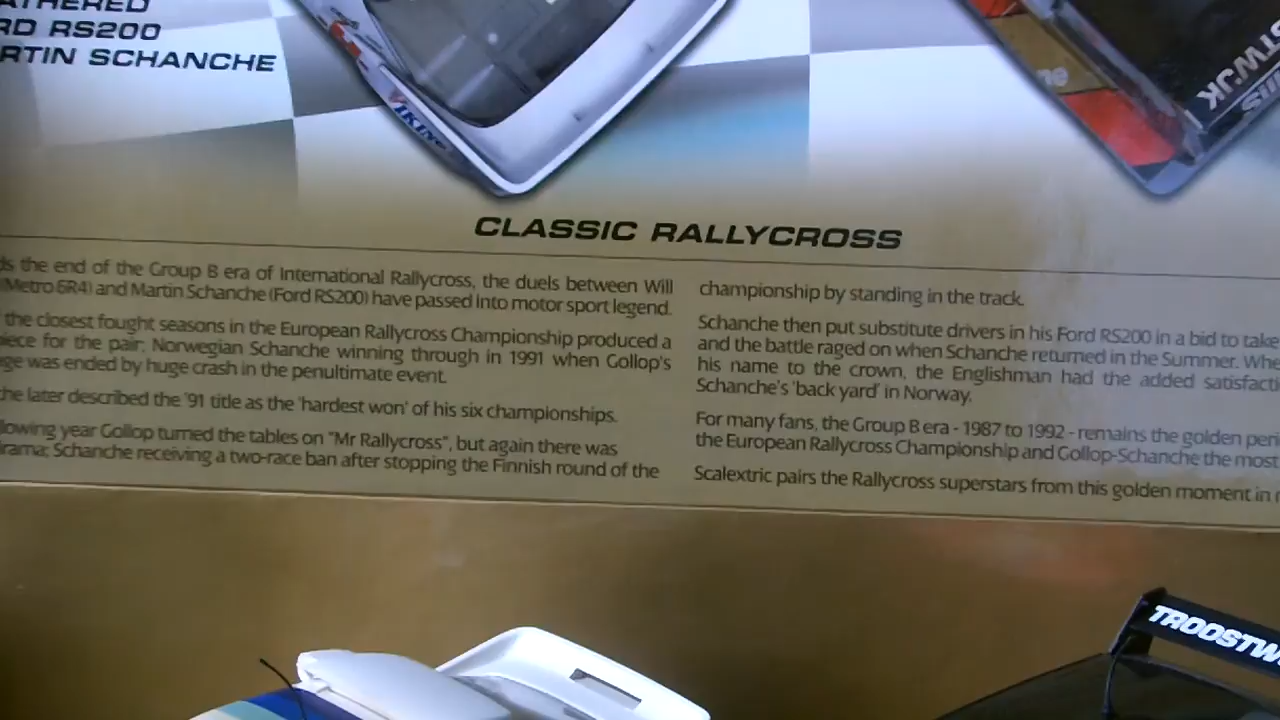 RD RS200
RTIN SCHANCHE
VIKING
TWJK
CLASSIC RALLYCROSS
the end of the Group B era of International Rallycross, the duels between Will
(Metro 6R4) and Martin Schanche (Ford RS200) have passed into motor sport legend.
the closest fought seasons in the European Rallycross Championship produced a
for the pair; Norwegian Schanche winning through in 1991 when Gollop's
was ended by huge crash in the penultimate event.
he later described the '91 title as the 'hardest won' of his six championships.
lowing year Gollop turned the tables on "Mr Rallycross", but again there was
drama; Schanche receiving a two-race ban after stopping the Finnish round of the
championship by standing in the track.
Schanche then put substitute drivers in his Ford RS200 in a bid to take
and the battle raged on when Schanche returned in the Summer. Whe
his name to the crown, the Englishman had the added satisfacti
Schanche's 'back yard' in Norway.
For many fans, the Group B era - 1987 to 1992 - remains the golden peri
the European Rallycross Championship and Gollop-Schanche the most
Scalextric pairs the Rallycross superstars from this golden moment in
TROOSTW